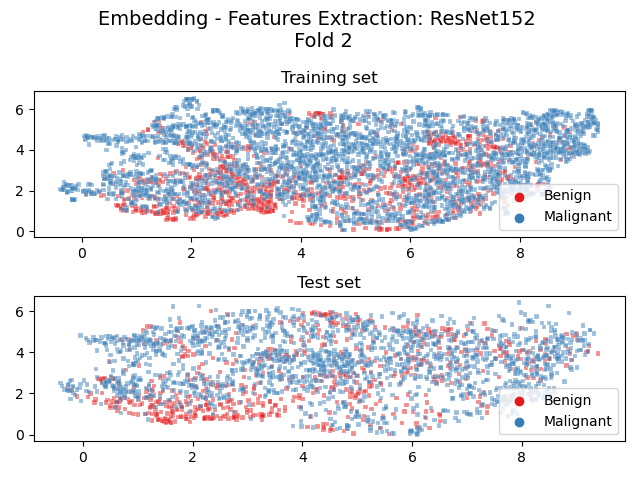 Embedding - Features Extraction: ResNet152
Fold 2
Training set
6
4
2
0
Benign
Malignant
0 2 4 6 8
Test set
6
4
2
0
Benign
Malignant
0 2 4 6 8